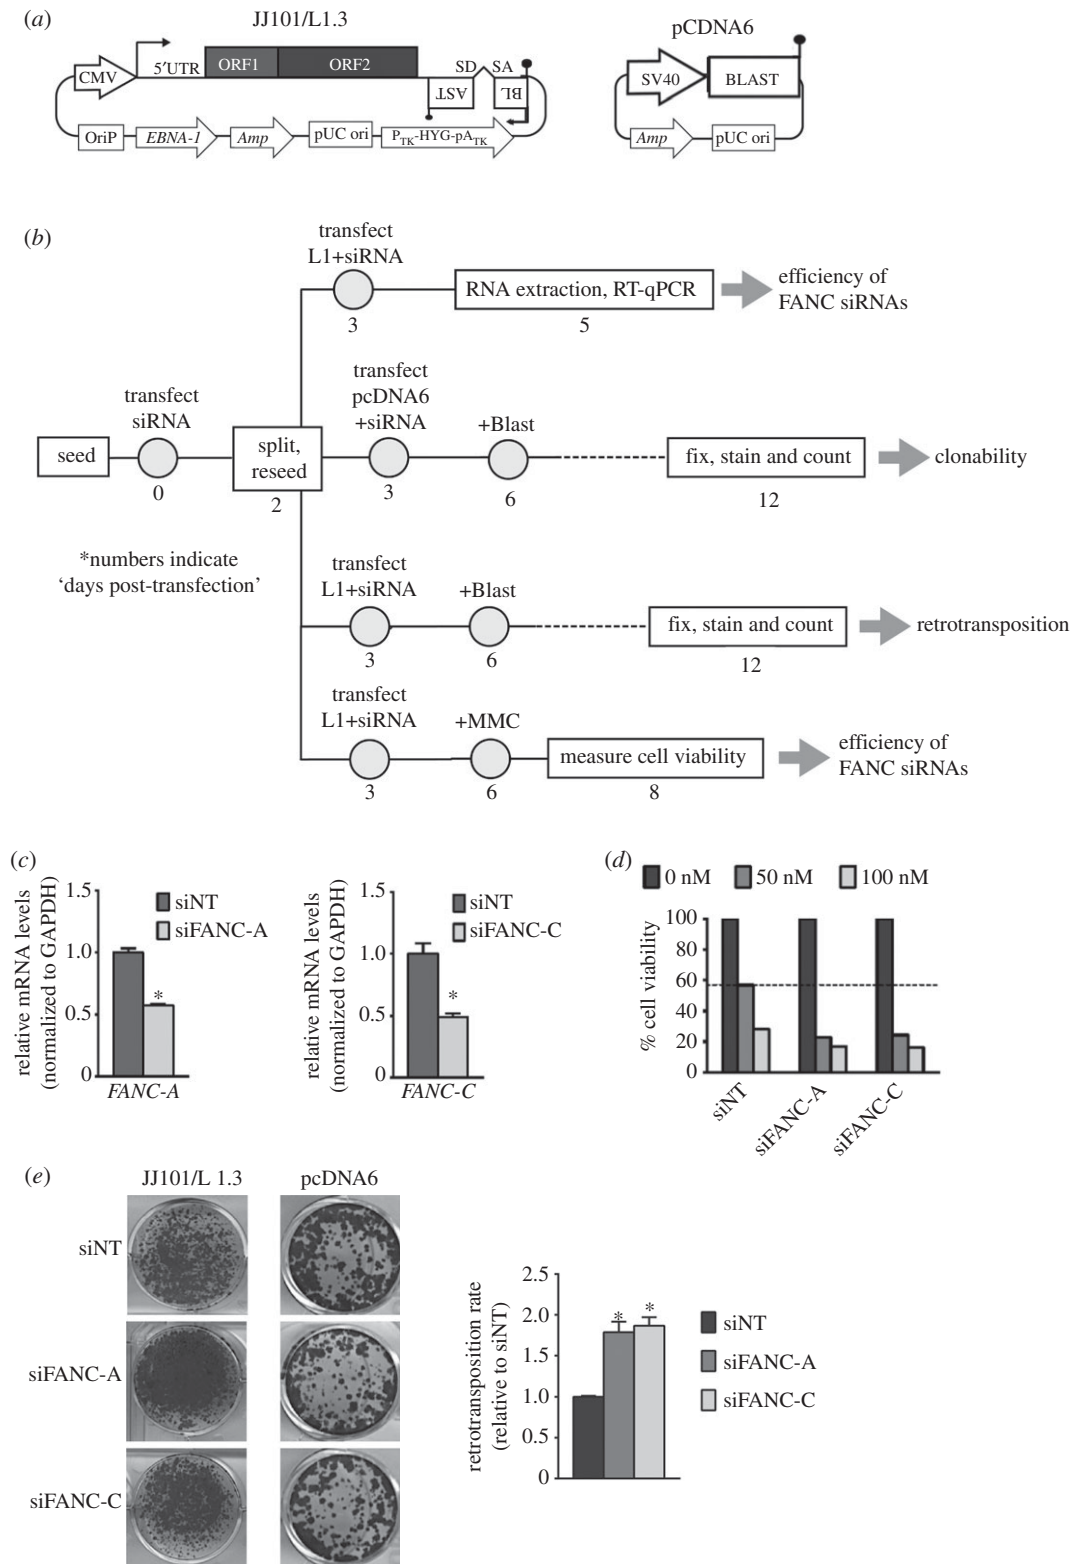 (a)
JJ101/L1.3
pCDNA6
CMV
5′UTR
ORF1
ORF2
SD
SA
AST
BL
SV40
BLAST
OriP
EBNA-1
Amp
pUC ori
PTK-HYG-pATK
Amp
pUC ori
(b)
transfect
L1+siRNA
3
RNA extraction, RT-qPCR
5
efficiency of
FANC siRNAs
seed
transfect
siRNA
0
split,
reseed
2
transfect
pcDNA6
+siRNA
3
+Blast
6
fix, stain and count
12
clonability
*numbers indicate
‘days post-transfection’
transfect
L1+siRNA
3
+Blast
6
fix, stain and count
12
retrotransposition
transfect
L1+siRNA
3
+MMC
6
measure cell viability
8
efficiency of
FANC siRNAs
(c)
relative mRNA levels
(normalized to GAPDH)
1.5
1.0
0.5
0
siNT
siFANC-A
*
FANC-A
relative mRNA levels
(normalized to GAPDH)
1.5
1.0
0.5
0
siNT
siFANC-C
*
FANC-C
(d)
0 nM
50 nM
100 nM
% cell viability
100
80
60
40
20
0
siNT
siFANC-A
siFANC-C
(e)
JJ101/L 1.3
pcDNA6
siNT
siFANC-A
siFANC-C
retrotransposition rate
(relative to siNT)
2.5
2.0
1.5
1.0
0.5
0
*
*
siNT
siFANC-A
siFANC-C